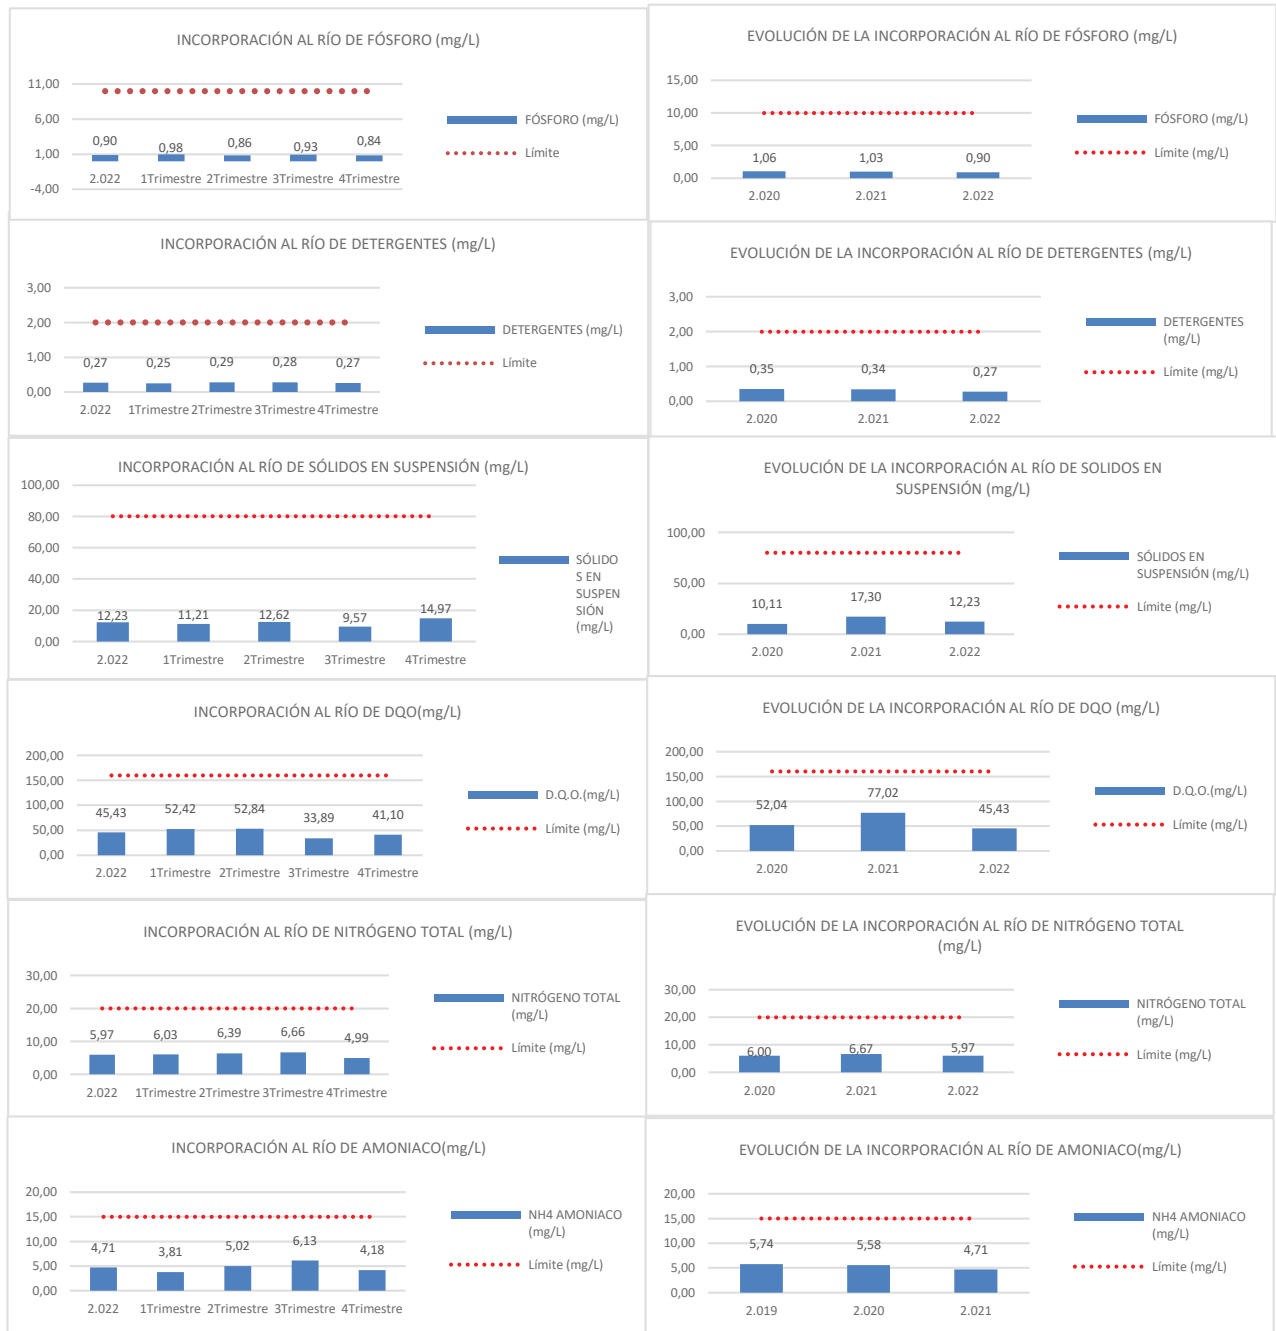 INCORPORACIÓN AL RÍO DE FÓSFORO (mg/L)
11,00
6,00
1,00
-4,00
0,90
0,98
0,86
0,93
0,84
2.022
1Trimestre
2Trimestre
3Trimestre
4Trimestre
FÓSFORO (mg/L)
Límite
EVOLUCIÓN DE LA INCORPORACIÓN AL RÍO DE FÓSFORO (mg/L)
15,00
10,00
5,00
0,00
1,06
1,03
0,90
2.020
2.021
2.022
FÓSFORO (mg/L)
Límite (mg/L)
INCORPORACIÓN AL RÍO DE DETERGENTES (mg/L)
3,00
2,00
1,00
0,00
0,27
0,25
0,29
0,28
0,27
2.022
1Trimestre
2Trimestre
3Trimestre
4Trimestre
DETERGENTES (mg/L)
Límite
EVOLUCIÓN DE LA INCORPORACIÓN AL RÍO DE DETERGENTES (mg/L)
3,00
2,00
1,00
0,00
0,35
0,34
0,27
2.020
2.021
2.022
DETERGENTES
(mg/L)
Límite (mg/L)
INCORPORACIÓN AL RÍO DE SÓLIDOS EN SUSPENSIÓN (mg/L)
100,00
80,00
60,00
40,00
20,00
0,00
12,23
11,21
12,62
9,57
14,97
2.022
1Trimestre
2Trimestre
3Trimestre
4Trimestre
SÓLIDO
S EN
SUSPEN
SIÓN
(mg/L)
EVOLUCIÓN DE LA INCORPORACIÓN AL RÍO DE SOLIDOS EN
SUSPENSIÓN (mg/L)
100,00
50,00
0,00
10,11
17,30
12,23
2.020
2.021
2.022
SÓLIDOS EN
SUSPENSIÓN (mg/L)
Límite (mg/L)
INCORPORACIÓN AL RÍO DE DQO(mg/L)
200,00
150,00
100,00
50,00
0,00
45,43
52,42
52,84
33,89
41,10
2.022
1Trimestre
2Trimestre
3Trimestre
4Trimestre
D.Q.O.(mg/L)
Límite (mg/L)
EVOLUCIÓN DE LA INCORPORACIÓN AL RÍO DE DQO (mg/L)
200,00
150,00
100,00
50,00
0,00
52,04
77,02
45,43
2.020
2.021
2.022
D.Q.O.(mg/L)
Límite (mg/L)
INCORPORACIÓN AL RÍO DE NITRÓGENO TOTAL (mg/L)
30,00
20,00
10,00
0,00
5,97
6,03
6,39
6,66
4,99
2.022
1Trimestre
2Trimestre
3Trimestre
4Trimestre
NITRÓGENO TOTAL
(mg/L)
Límite (mg/L)
EVOLUCIÓN DE LA INCORPORACIÓN AL RÍO DE NITRÓGENO TOTAL
(mg/L)
30,00
20,00
10,00
0,00
6,00
6,67
5,97
2.020
2.021
2.022
NITRÓGENO TOTAL
(mg/L)
Límite (mg/L)
INCORPORACIÓN AL RÍO DE AMONIACO(mg/L)
20,00
15,00
10,00
5,00
0,00
4,71
3,81
5,02
6,13
4,18
2.022
1Trimestre
2Trimestre
3Trimestre
4Trimestre
NH4 AMONIACO
(mg/L)
Límite (mg/L)
EVOLUCIÓN DE LA INCORPORACIÓN AL RÍO DE AMONIACO(mg/L)
20,00
15,00
10,00
5,00
0,00
5,74
5,58
4,71
2.019
2.020
2.021
NH4 AMONIACO
(mg/L)
Límite (mg/L)